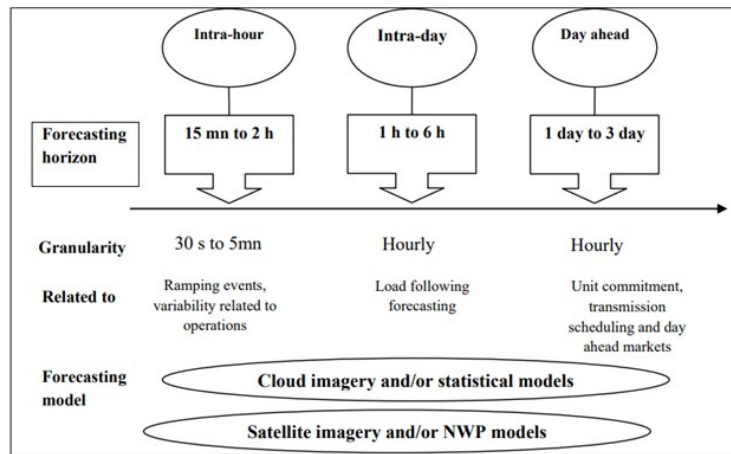 Intra-hour
Intra-day
Day ahead
Forecasting
horizon
15 mn to 2 h
1 h to 6 h
1 day to 3 day
Granularity
30 s to 5mn
Hourly
Hourly
Related to
Ramping events,
variability related to
operations
Load following
forecasting
Unit commitment,
transmission
scheduling and day
ahead markets
Forecasting
model
Cloud imagery and/or statistical models
Satellite imagery and/or NWP models